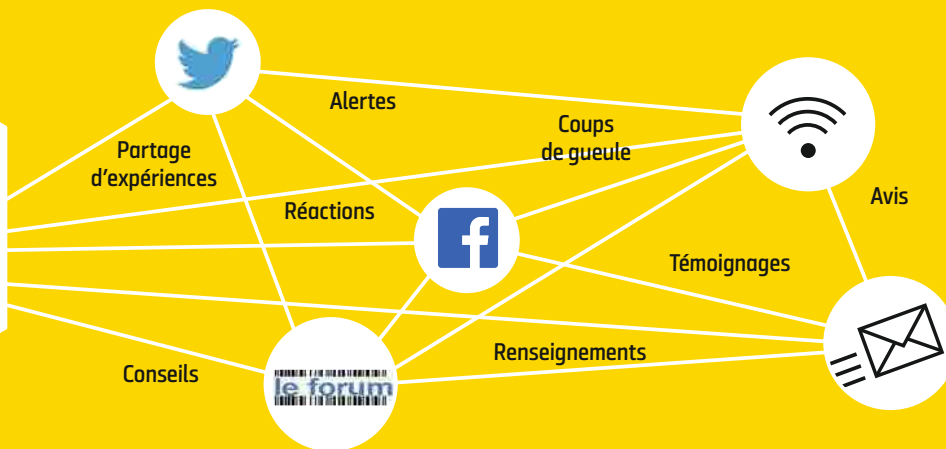 Alertes
Coups
de gueule
Partage
d'expériences
Avis
Réactions
Témoignages
Renseignements
Conseils
le forum